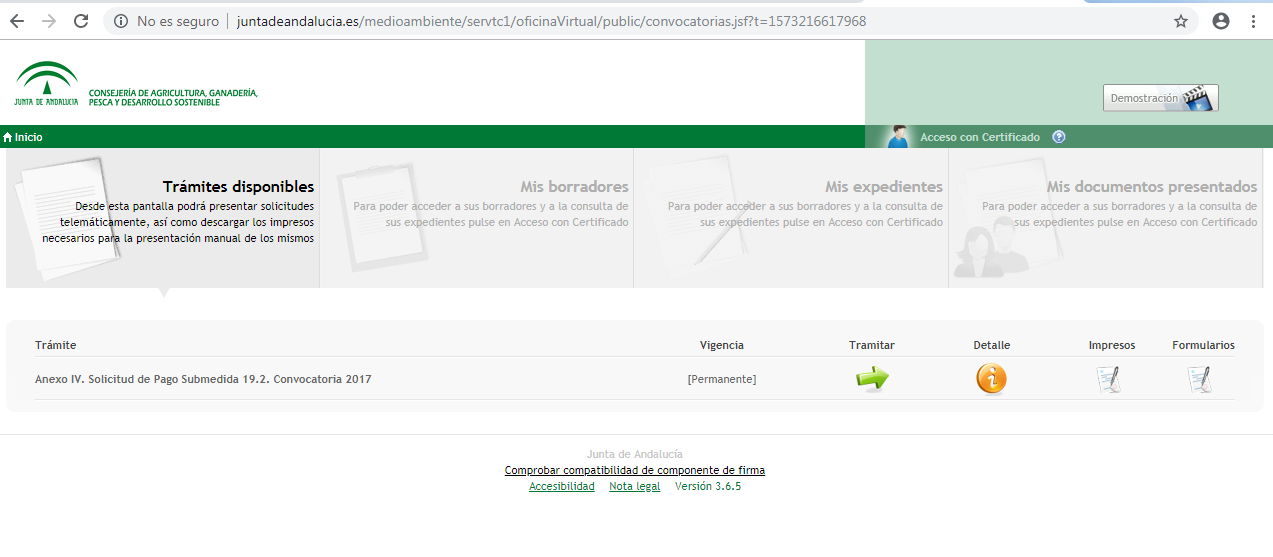 No es seguro | juntadeandalucia.es/medioambiente/servtc1/oficinaVirtual/public/convocatorias.jsf?t=1573216617968
JUNTA DE ANDALUCIA
CONSEJERÍA DE AGRICULTURA, GANADERÍA,
PESCA Y DESARROLLO SOSTENIBLE
Demostración
Inicio
Acceso con Certificado
Trámites disponibles
Desde esta pantalla podrá presentar solicitudes
telemáticamente, así como descargar los impresos
necesarios para la presentación manual de los mismos
Mis borradores
Para poder acceder a sus borradores y a la consulta de
sus expedientes pulse en Acceso con Certificado
Mis expedientes
Para poder acceder a sus borradores y a la consulta de
sus expedientes pulse en Acceso con Certificado
Mis documentos presentados
Para poder acceder a sus borradores y a la consulta de
sus expedientes pulse en Acceso con Certificado
Trámite Vigencia Tramitar Detalle Impresos Formularios
Anexo IV. Solicitud de Pago Submedida 19.2. Convocatoria 2017 [Permanente]
Junta de Andalucía
Comprobar compatibilidad de componente de firma
Accesibilidad Nota legal Versión 3.6.5